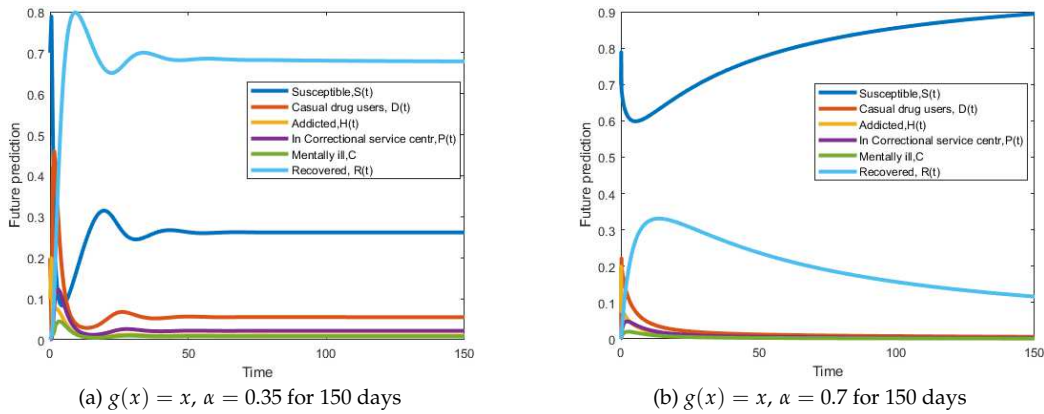 0.8
0.7
0.6
0.5
0.4
0.3
0.2
0.1
0
Future prediction
Susceptible,S(t)
Casual drug users, D(t)
Addicted,H(t)
In Correctional service centr,P(t)
Mentally ill,C
Recovered, R(t)
0 50 100 150
Time
(a) g(x) = x, α = 0.35 for 150 days
0.9
0.8
0.7
0.6
0.5
0.4
0.3
0.2
0.1
0
Future prediction
Susceptible,S(t)
Casual drug users, D(t)
Addicted,H(t)
In Correctional service centr,P(t)
Mentally ill,C
Recovered, R(t)
0 50 100 150
Time
(b) g(x) = x, α = 0.7 for 150 days